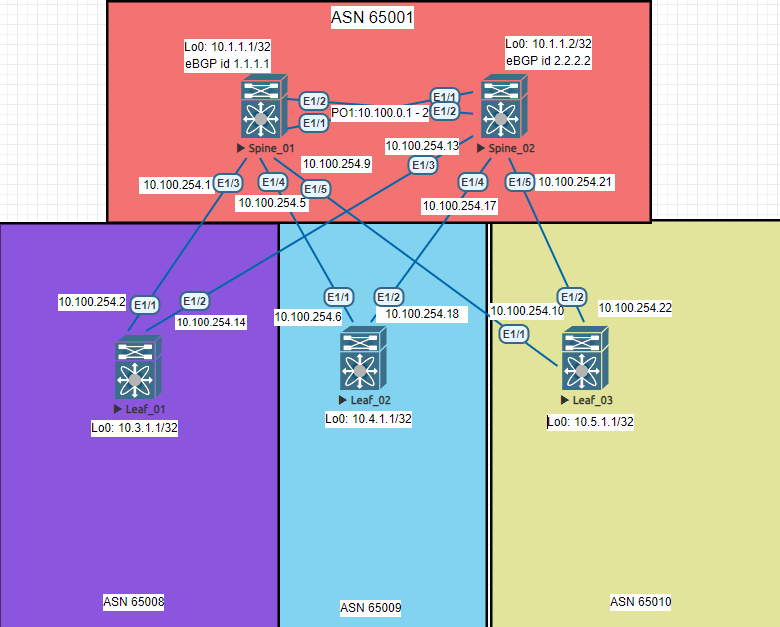 ASN 65001
Lo0: 10.1.1.1/32
eBGP id 1.1.1.1
Lo0: 10.1.1.2/32
eBGP id 2.2.2.2
E1/2
E1/1
PO1:10.100.0.1 - 2
E1/1
E1/2
Spine_01
Spine_02
10.100.254.1
E1/3
E1/4
10.100.254.5
10.100.254.9
E1/5
10.100.254.13
E1/3
E1/4
10.100.254.17
E1/5
10.100.254.21
10.100.254.2
E1/1
E1/2
10.100.254.14
10.100.254.6
E1/1
E1/2
10.100.254.18
10.100.254.10
E1/1
E1/2
10.100.254.22
Leaf_01
Lo0: 10.3.1.1/32
Leaf_02
Lo0: 10.4.1.1/32
Leaf_03
Lo0: 10.5.1.1/32
ASN 65008
ASN 65009
ASN 65010